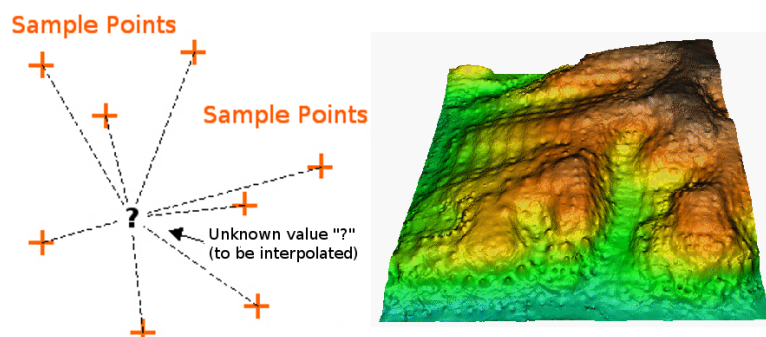 Sample Points
Sample Points
?
Unknown value "?"
(to be interpolated)